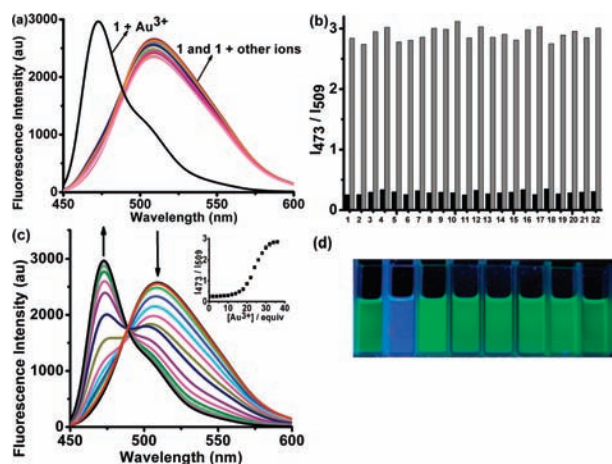 (a)
Fluorescence Intensity (au)
3000
2000
1000
0
1 + Au³⁺
1 and 1 + other ions
450 500 550 600
Wavelength (nm)
(b)
I₄₇₃ / I₅₀₉
3
2
1
0
1 2 3 4 5 6 7 8 9 10 11 12 13 14 15 16 17 18 19 20 21 22
(c)
Fluorescence Intensity (au)
3000
2500
2000
1500
1000
500
0
I₄₇₃ / I₅₀₉
3
2
1
0
0 10 20 30 40
[Au³⁺] / equiv
450 500 550 600
Wavelength (nm)
(d)